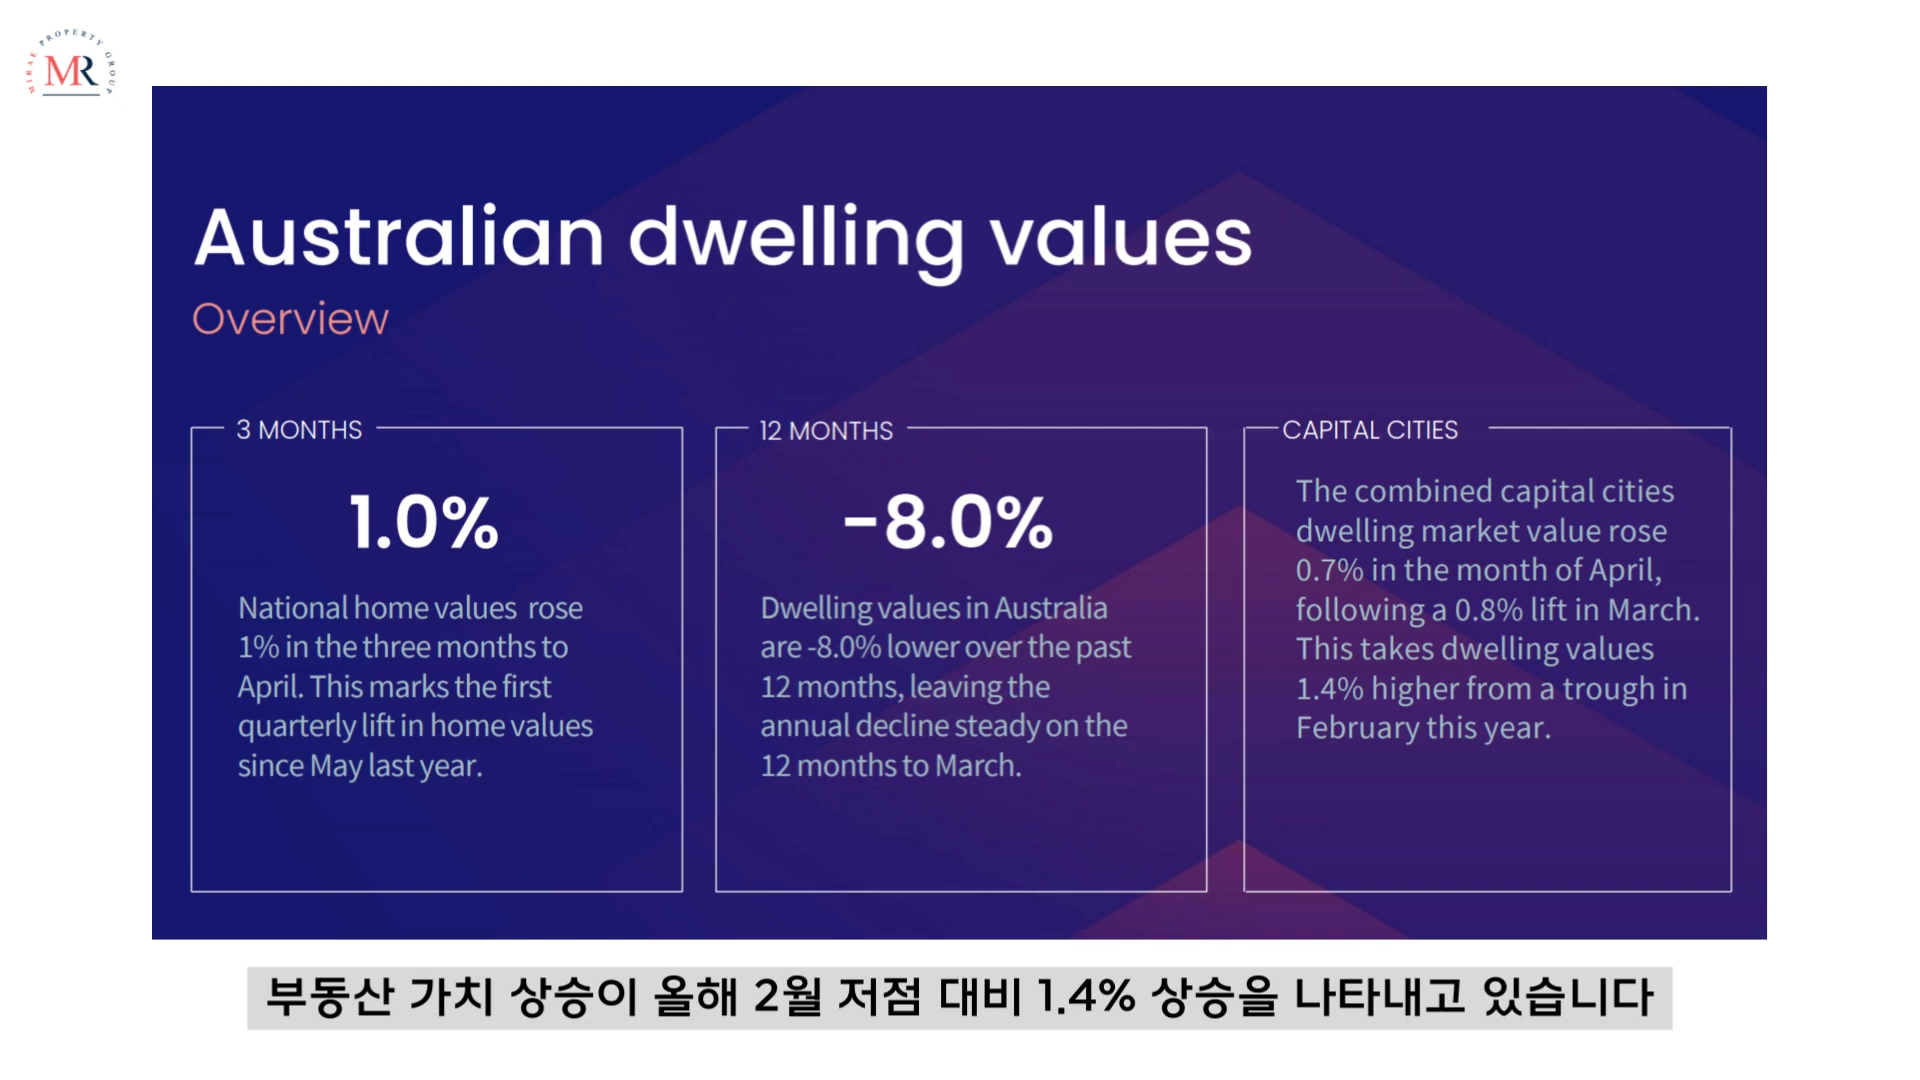 MIRAE PROPERTY GROUP
MR
Australian dwelling values
Overview
3 MONTHS
1.0%
National home values rose
1% in the three months to
April. This marks the first
quarterly lift in home values
since May last year.
12 MONTHS
-8.0%
Dwelling values in Australia
are -8.0% lower over the past
12 months, leaving the
annual decline steady on the
12 months to March.
CAPITAL CITIES
The combined capital cities
dwelling market value rose
0.7% in the month of April,
following a 0.8% lift in March.
This takes dwelling values
1.4% higher from a trough in
February this year.
부동산 가치 상승이 올해 2월 저점 대비 1.4% 상승을 나타내고 있습니다